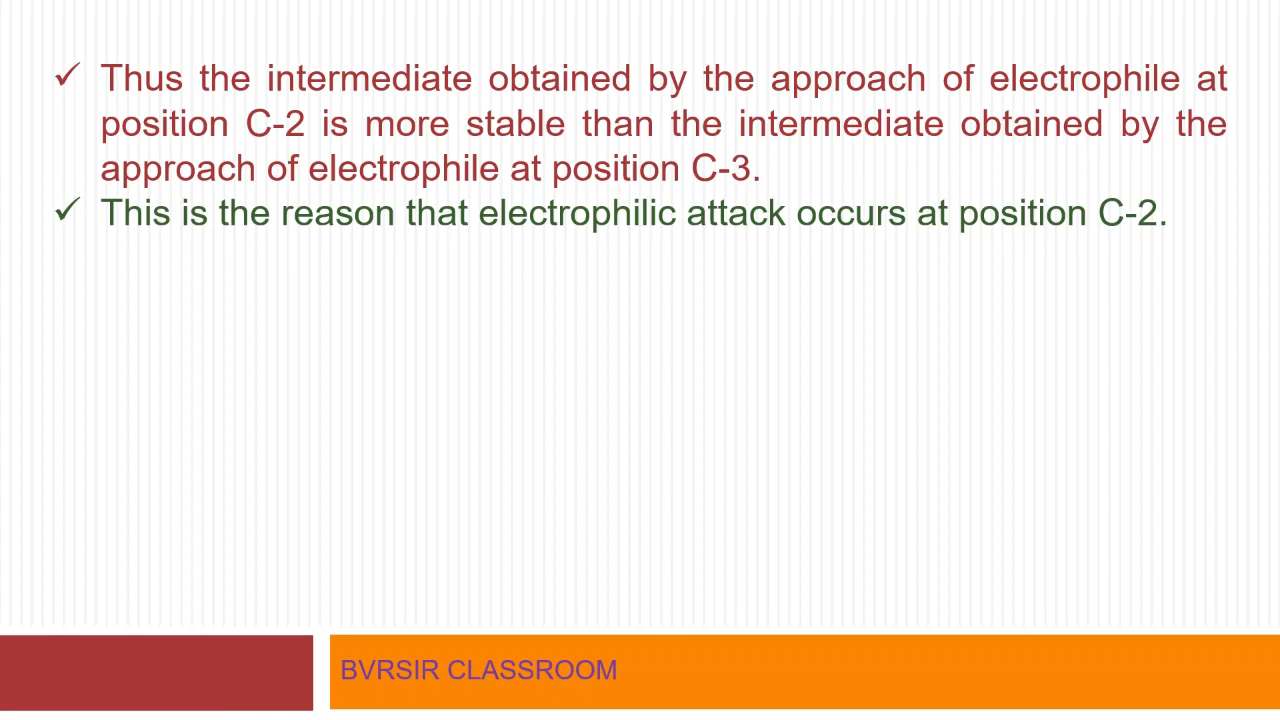 ✓ Thus the intermediate obtained by the approach of electrophile at
position C-2 is more stable than the intermediate obtained by the
approach of electrophile at position C-3.
✓ This is the reason that electrophilic attack occurs at position C-2.
BVRSIR CLASSROOM